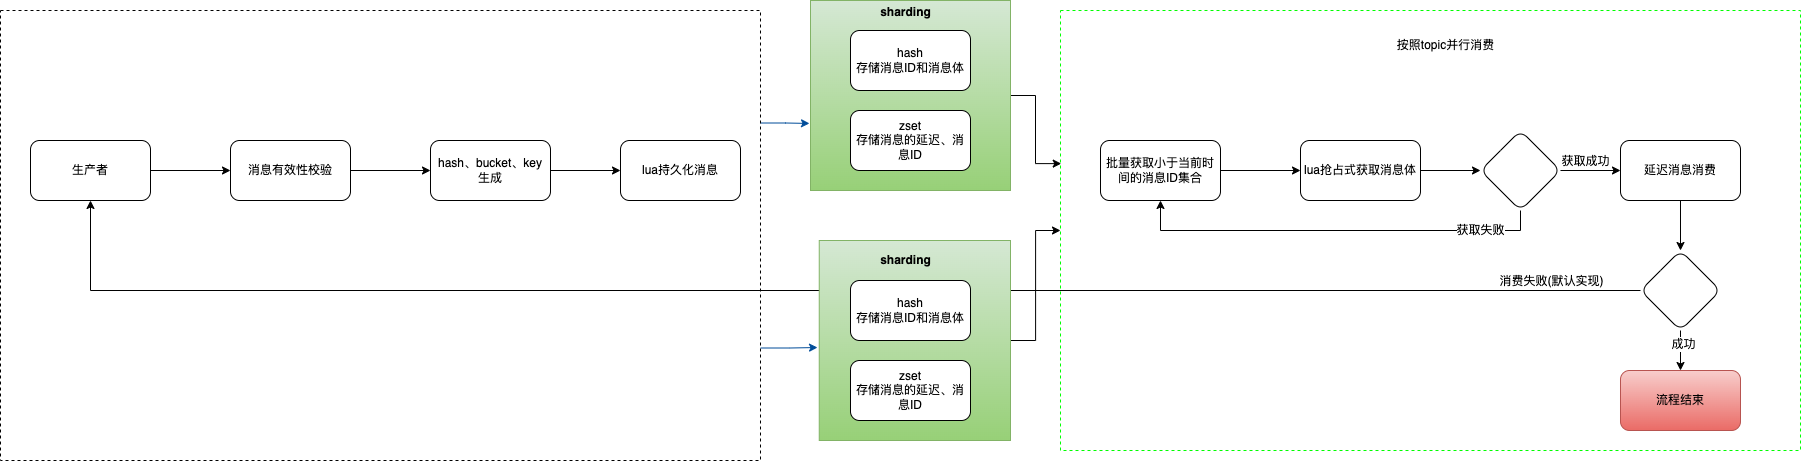 生产者
消息有效性校验
hash、bucket、key
生成
lua持久化消息
sharding
hash
存储消息ID和消息体
zset
存储消息的延迟、消
息ID
sharding
hash
存储消息ID和消息体
zset
存储消息的延迟、消
息ID
按照topic并行消费
批量获取小于当前时
间的消息ID集合
lua抢占式获取消息体
获取成功
延迟消息消费
获取失败
消费失败(默认实现)
成功
流程结束